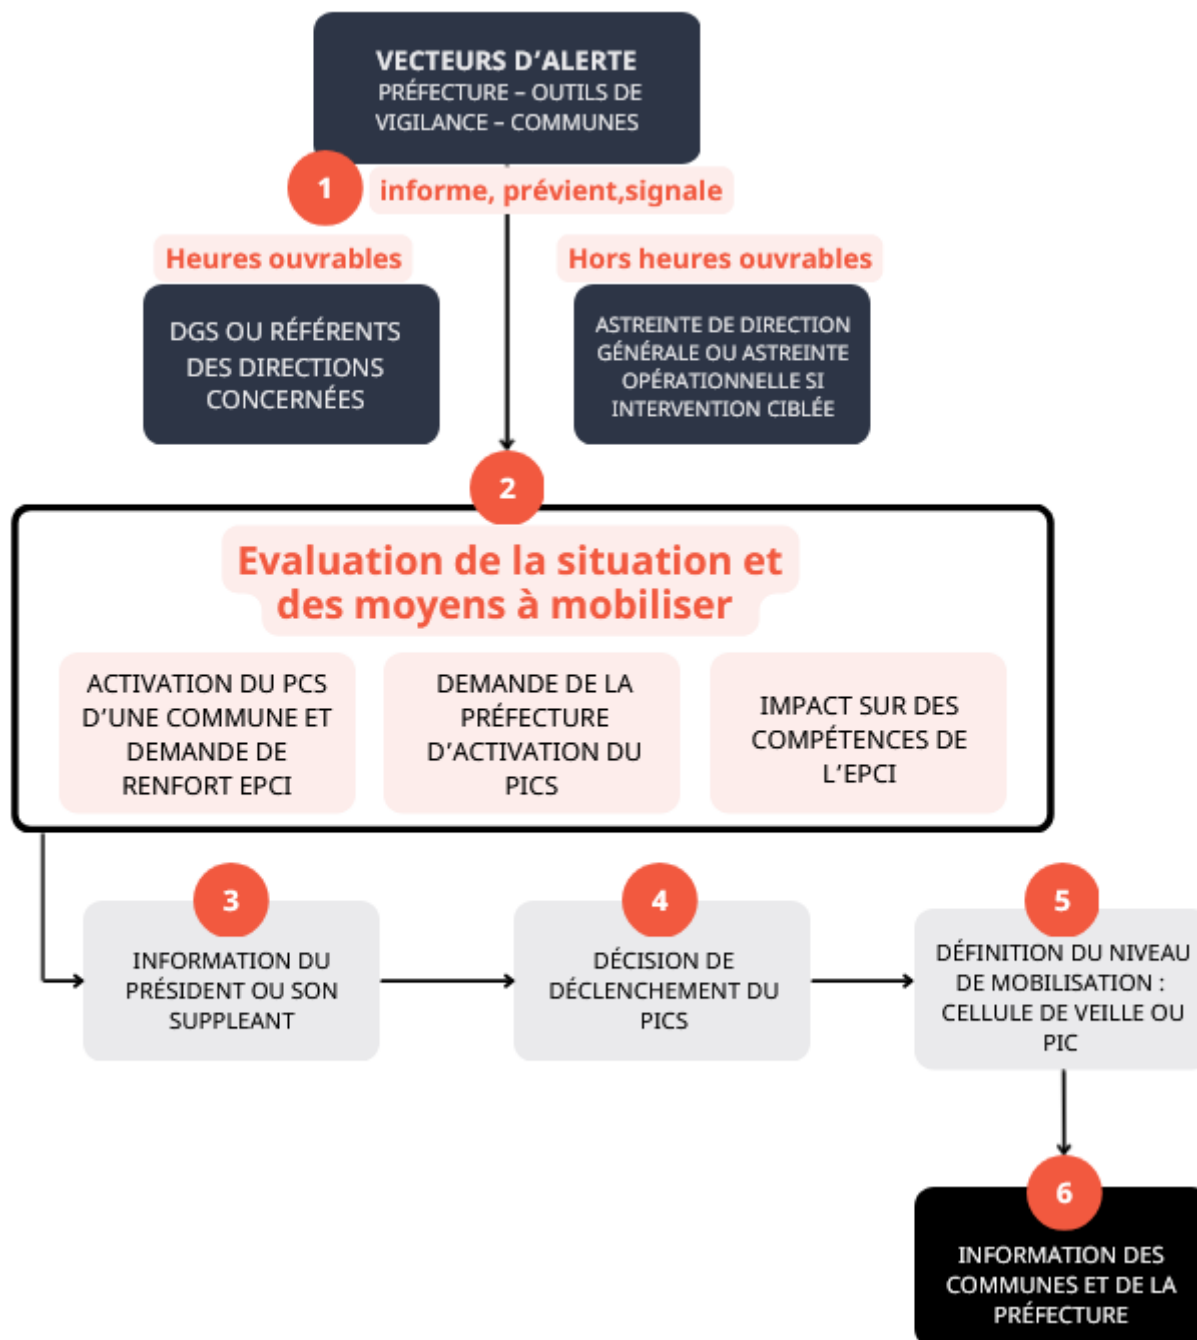 VECTEURS D’ALERTE
PRÉFECTURE – OUTILS DE
VIGILANCE – COMMUNES
1
informe, prévient,signale
Heures ouvrables
DGS OU RÉFÉRENTS
DES DIRECTIONS
CONCERNÉES
Hors heures ouvrables
ASTREINTE DE DIRECTION
GÉNÉRALE OU ASTREINTE
OPÉRATIONNELLE SI
INTERVENTION CIBLÉE
2
Evaluation de la situation et
des moyens à mobiliser
ACTIVATION DU PCS
D’UNE COMMUNE ET
DEMANDE DE
RENFORT EPCI
DEMANDE DE LA
PRÉFECTURE
D’ACTIVATION DU
PICS
IMPACT SUR DES
COMPÉTENCES DE
L’EPCI
3
INFORMATION DU
PRÉSIDENT OU SON
SUPPLEANT
4
DÉCISION DE
DÉCLENCHEMENT DU
PICS
5
DÉFINITION DU NIVEAU
DE MOBILISATION :
CELLULE DE VEILLE OU
PIC
6
INFORMATION DES
COMMUNES ET DE LA
PRÉFECTURE